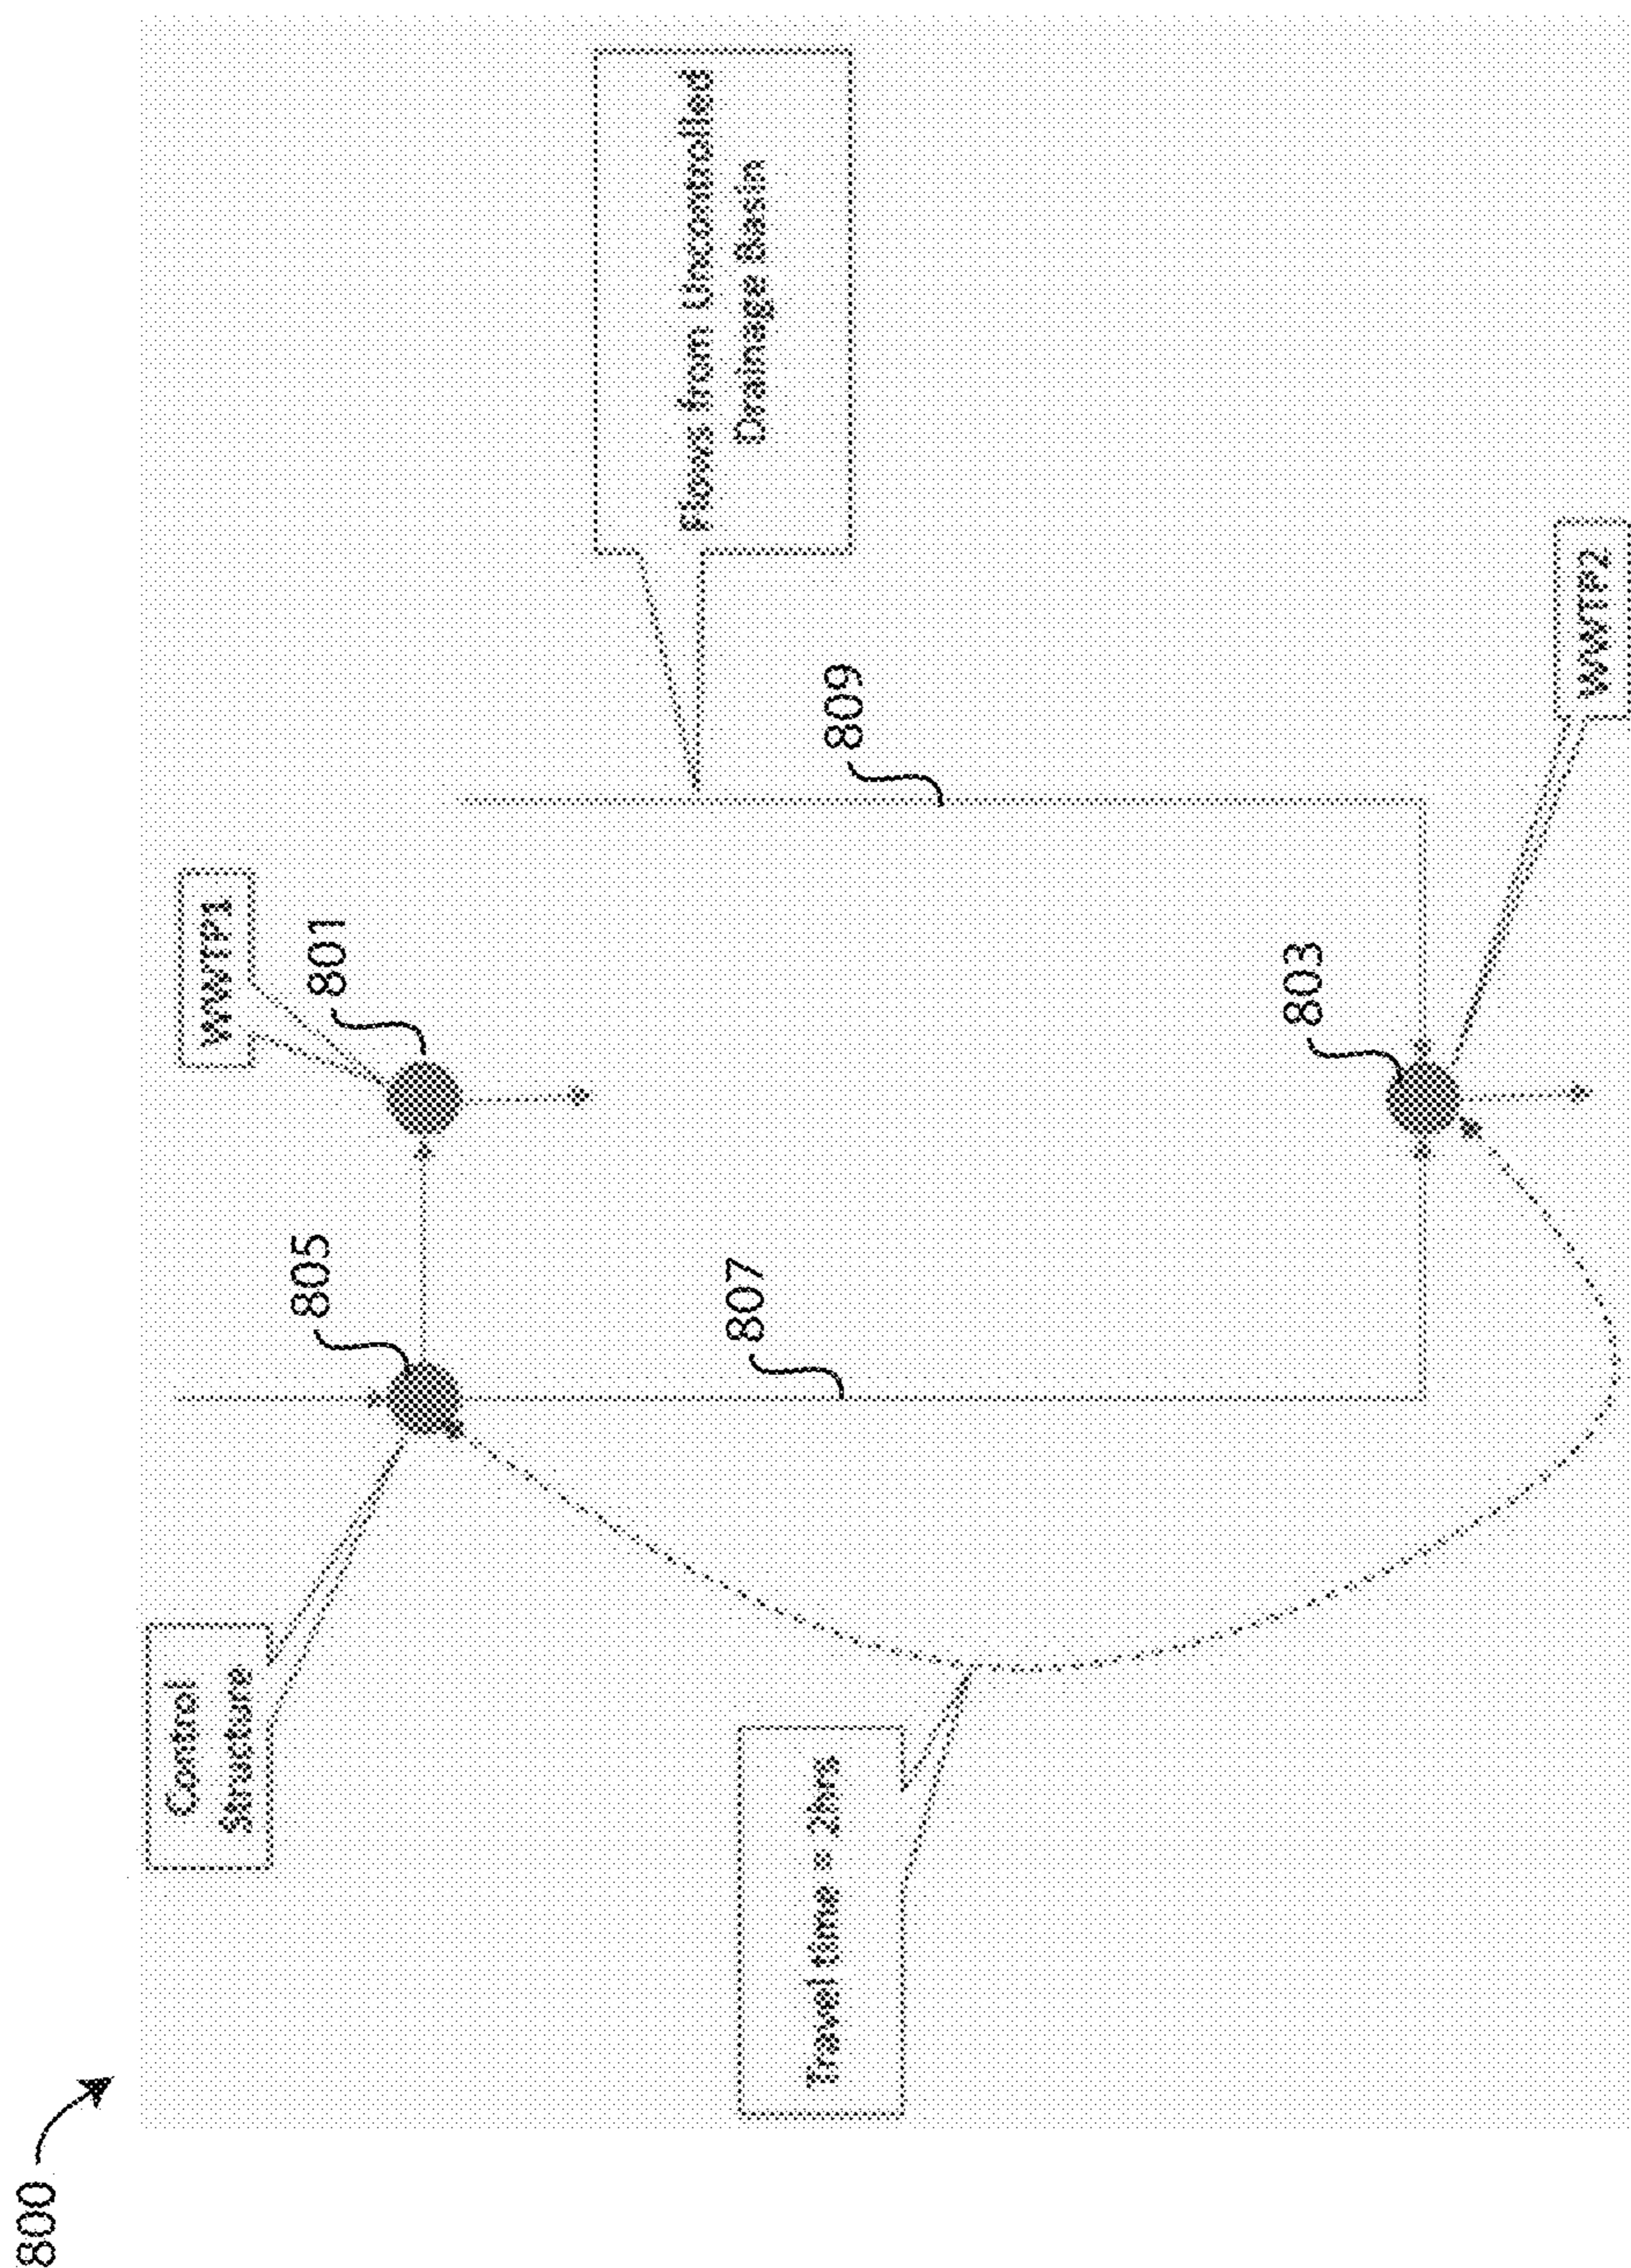 800
Control
Structure
805
WWTP1
801
Travel time = 2hrs
807
Flows from Uncontrolled
Drainage Basin
809
803
WWTP2